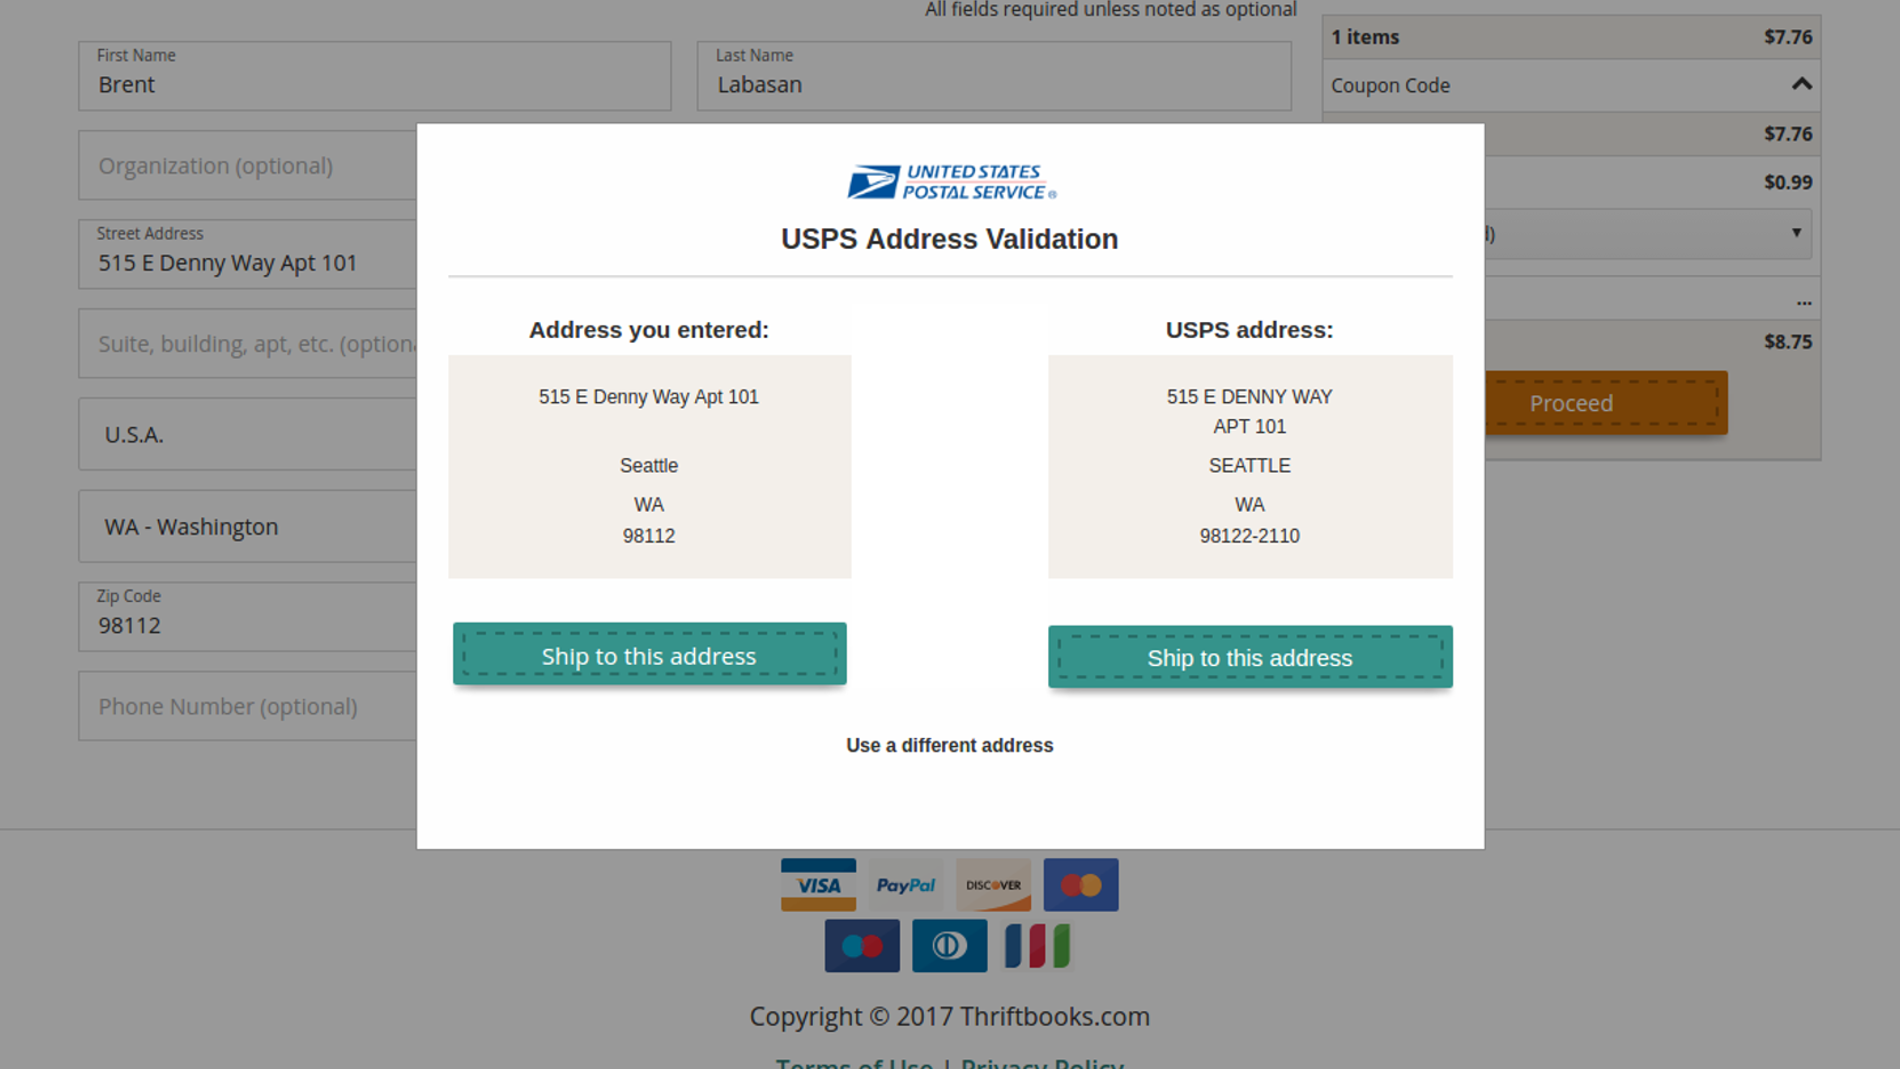 All fields required unless noted as optional
First Name
Brent
Last Name
Labasan
1 items $7.76
Coupon Code
$7.76
Organization (optional)
$0.99
Street Address
515 E Denny Way Apt 101
Suite, building, apt, etc. (option
...
$8.75
Proceed
U.S.A.
WA - Washington
Zip Code
98112
Phone Number (optional)
UNITED STATES
POSTAL SERVICE®
USPS Address Validation
Address you entered:
515 E Denny Way Apt 101
Seattle
WA
98112
Ship to this address
USPS address:
515 E DENNY WAY
APT 101
SEATTLE
WA
98122-2110
Ship to this address
Use a different address
VISA PayPal DISCOVER
Copyright © 2017 Thriftbooks.com
Terms of Use | Privacy Policy